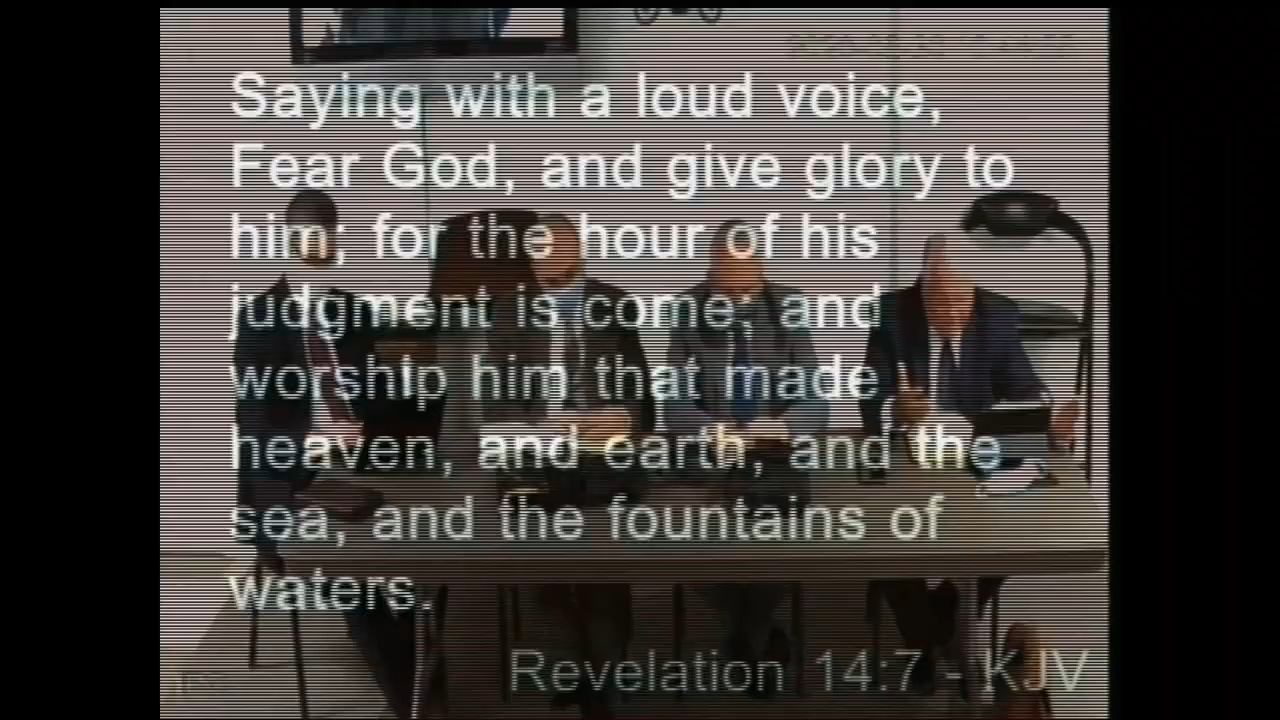 Saying with a loud voice,
Fear God, and give glory to
him; for the hour of his
judgment is come: and
worship him that made
heaven, and earth, and the
sea, and the fountains of
waters.
Revelation 14:7 - KJV